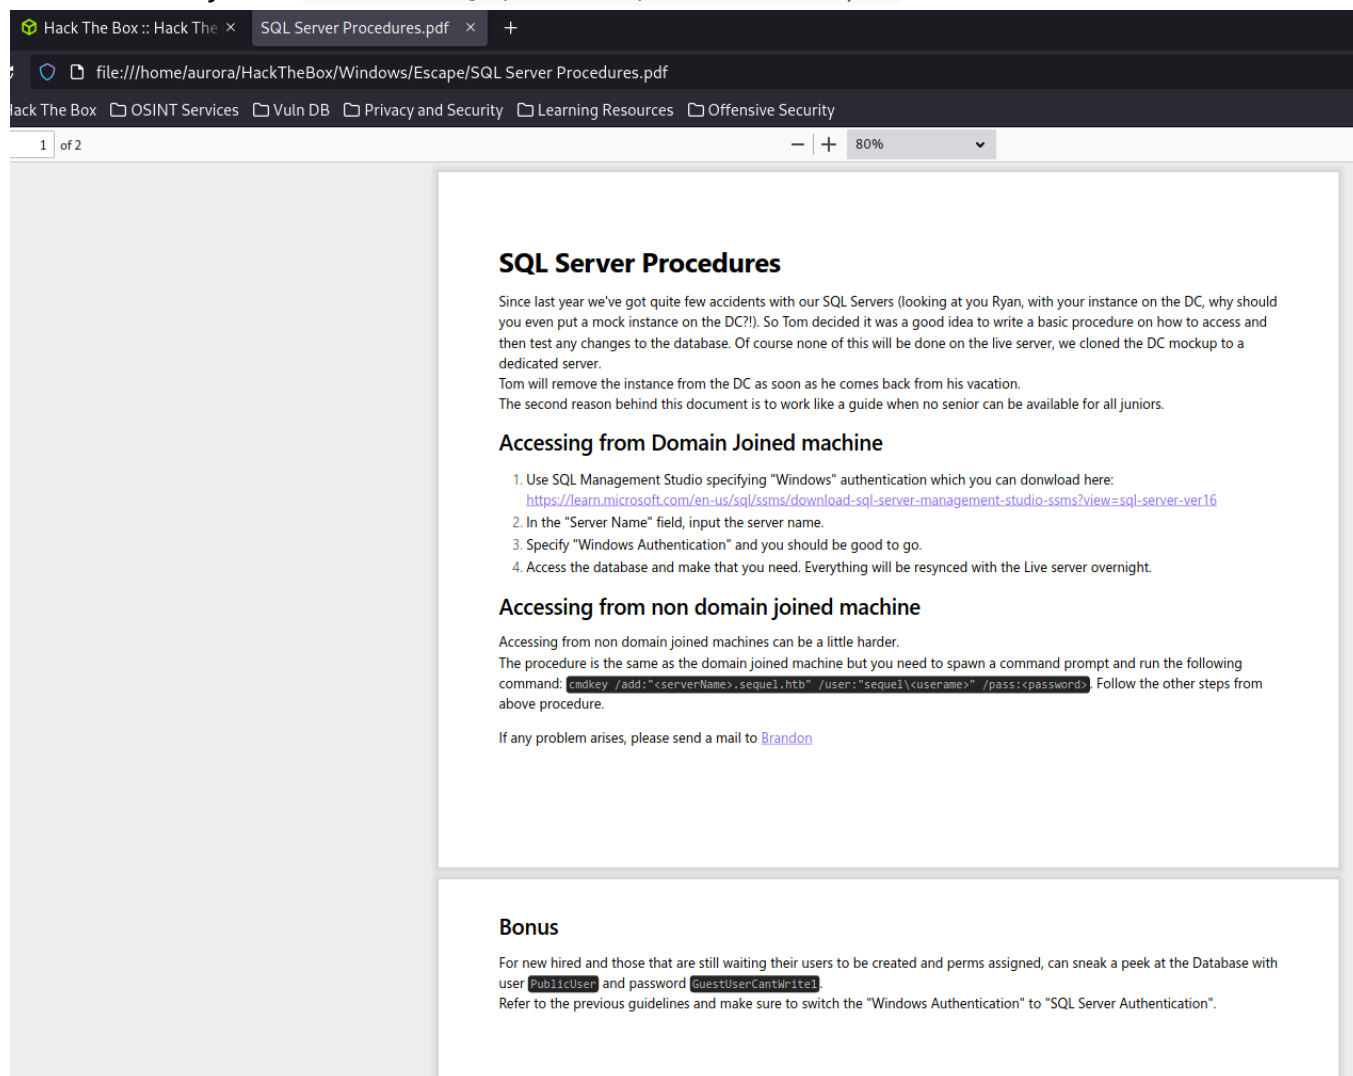 Hack The Box :: Hack The
SQL Server Procedures.pdf
file:///home/aurora/HackTheBox/Windows/Escape/SQL Server Procedures.pdf
Hack The Box OSINT Services Vuln DB Privacy and Security Learning Resources Offensive Security
1 of 2
80%
SQL Server Procedures
Since last year we've got quite few accidents with our SQL Servers (looking at you Ryan, with your instance on the DC, why should
you even put a mock instance on the DC?!). So Tom decided it was a good idea to write a basic procedure on how to access and
then test any changes to the database. Of course none of this will be done on the live server, we cloned the DC mockup to a
dedicated server.
Tom will remove the instance from the DC as soon as he comes back from his vacation.
The second reason behind this document is to work like a guide when no senior can be available for all juniors.
Accessing from Domain Joined machine
1. Use SQL Management Studio specifying "Windows" authentication which you can donwload here:
https://learn.microsoft.com/en-us/sql/ssms/download-sql-server-management-studio-ssms?view=sql-server-ver16
2. In the "Server Name" field, input the server name.
3. Specify "Windows Authentication" and you should be good to go.
4. Access the database and make that you need. Everything will be resynced with the Live server overnight.
Accessing from non domain joined machine
Accessing from non domain joined machines can be a little harder.
The procedure is the same as the domain joined machine but you need to spawn a command prompt and run the following
command: cmdkey /add:"<serverName>.sequel.htb" /user:"sequel\<userame>" /pass:<password>. Follow the other steps from
above procedure.
If any problem arises, please send a mail to Brandon
Bonus
For new hired and those that are still waiting their users to be created and perms assigned, can sneak a peek at the Database with
user PublicUser and password GuestUserCantWrite1.
Refer to the previous guidelines and make sure to switch the "Windows Authentication" to "SQL Server Authentication".